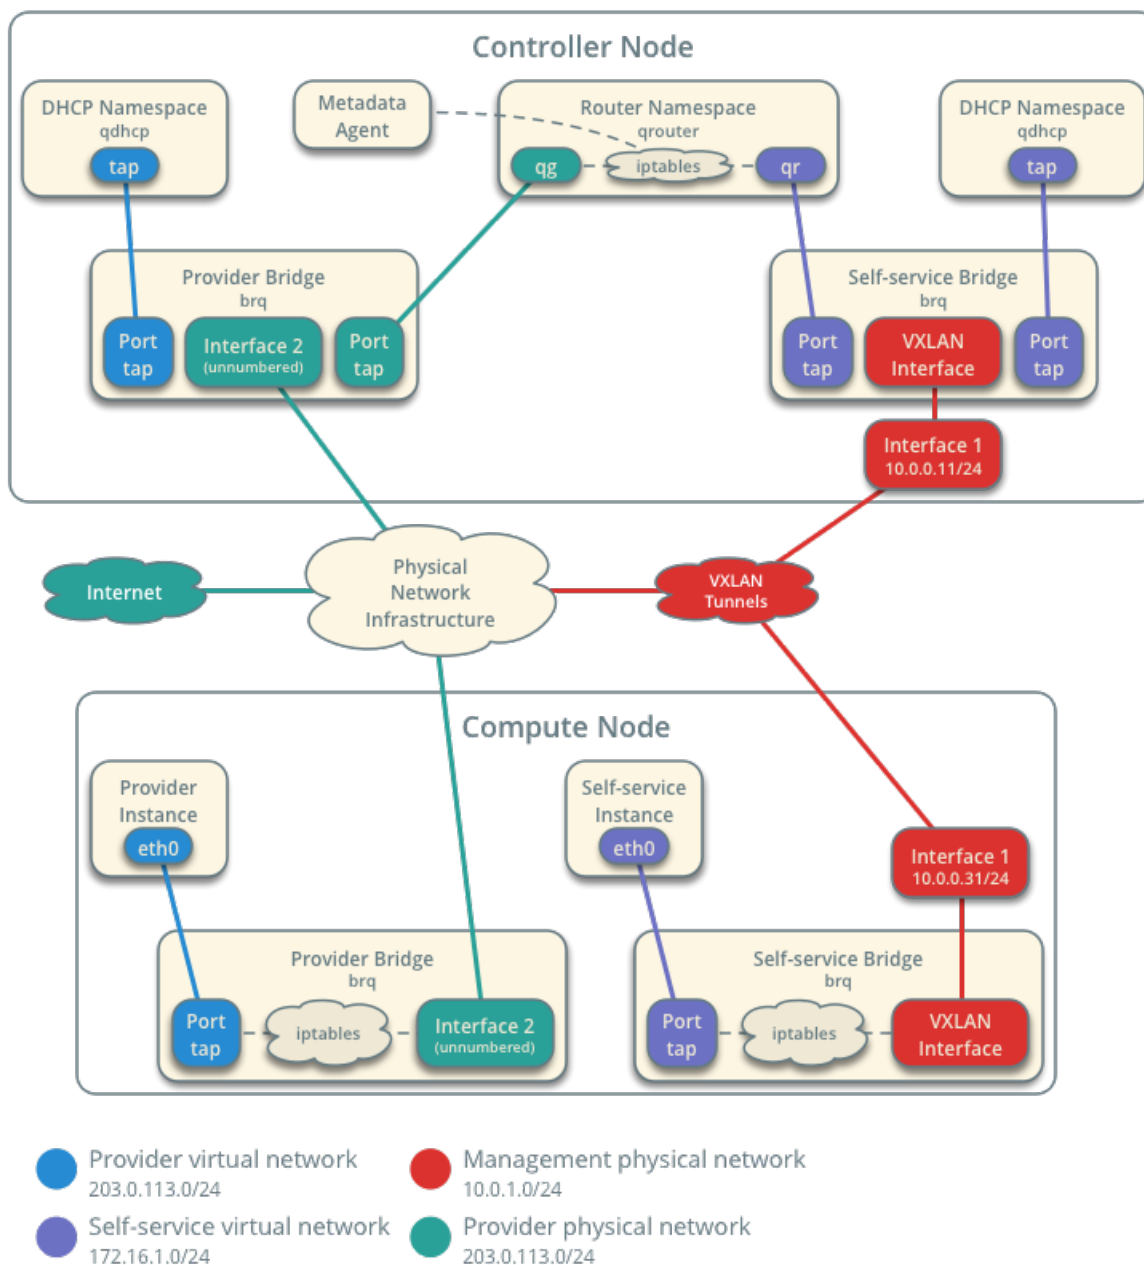 Controller Node
DHCP Namespace
qdhcp
tap
Metadata
Agent
Router Namespace
qrouter
qg
iptables
qr
DHCP Namespace
qdhcp
tap
Provider Bridge
brq
Port
tap
Interface 2
(unnumbered)
Port
tap
Self-service Bridge
brq
Port
tap
VXLAN
Interface
Port
tap
Interface 1
10.0.0.11/24
Internet
Physical
Network
Infrastructure
VXLAN
Tunnels
Compute Node
Provider
Instance
eth0
Self-service
Instance
eth0
Interface 1
10.0.0.31/24
Provider Bridge
brq
Port
tap
iptables
Interface 2
(unnumbered)
Self-service Bridge
brq
Port
tap
iptables
VXLAN
Interface
Provider virtual network
203.0.113.0/24
Management physical network
10.0.1.0/24
Self-service virtual network
172.16.1.0/24
Provider physical network
203.0.113.0/24